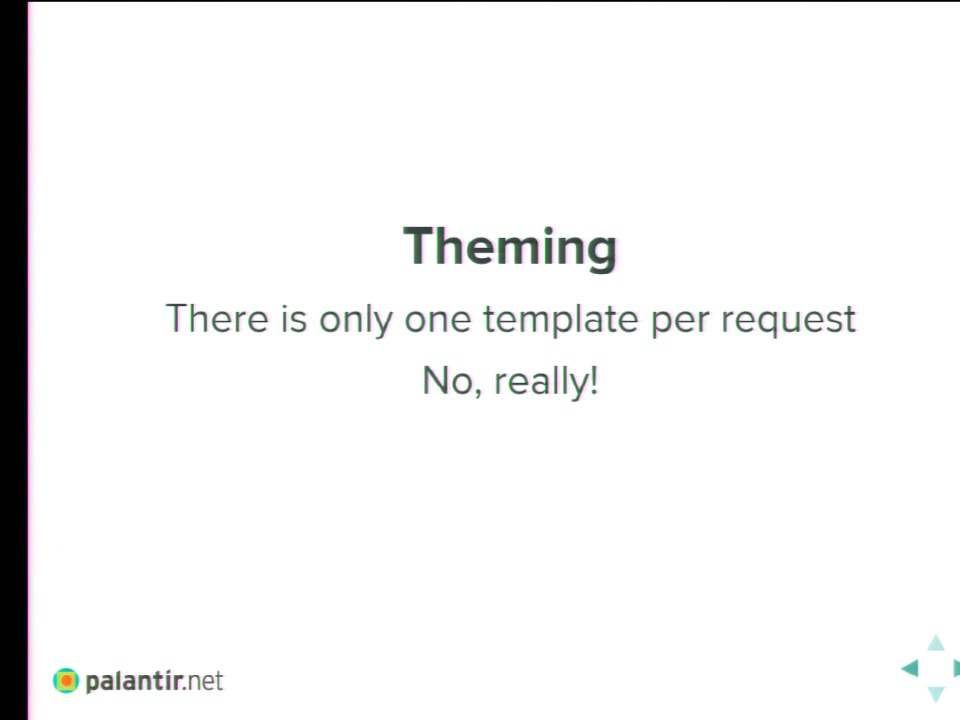 Theming
There is only one template per request
No, really!
palantir.net